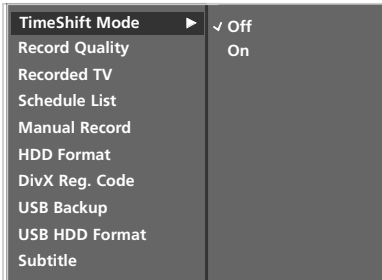 TimeShift Mode
Record Quality
Recorded TV
Schedule List
Manual Record
HDD Format
DivX Reg. Code
USB Backup
USB HDD Format
Subtitle
Off
On